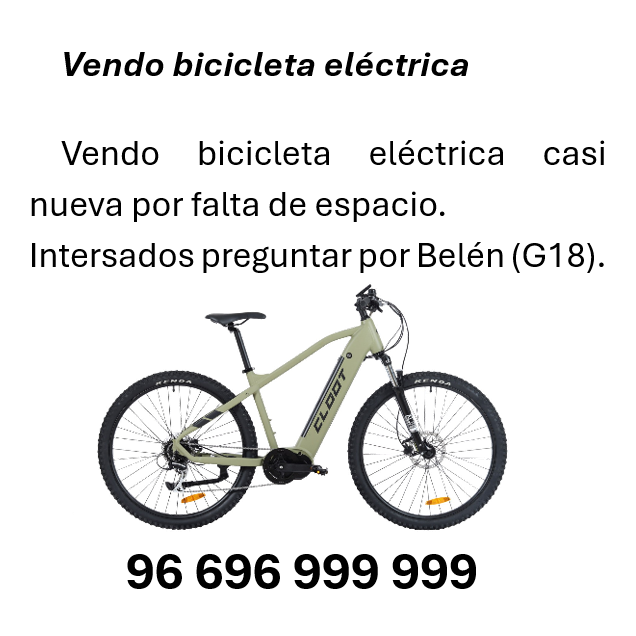 Vendo bicicleta eléctrica
Vendo bicicleta eléctrica casi
nueva por falta de espacio.
Intersados preguntar por Belén (G18).
KENDA
KENDA
CLOOT
96 696 999 999